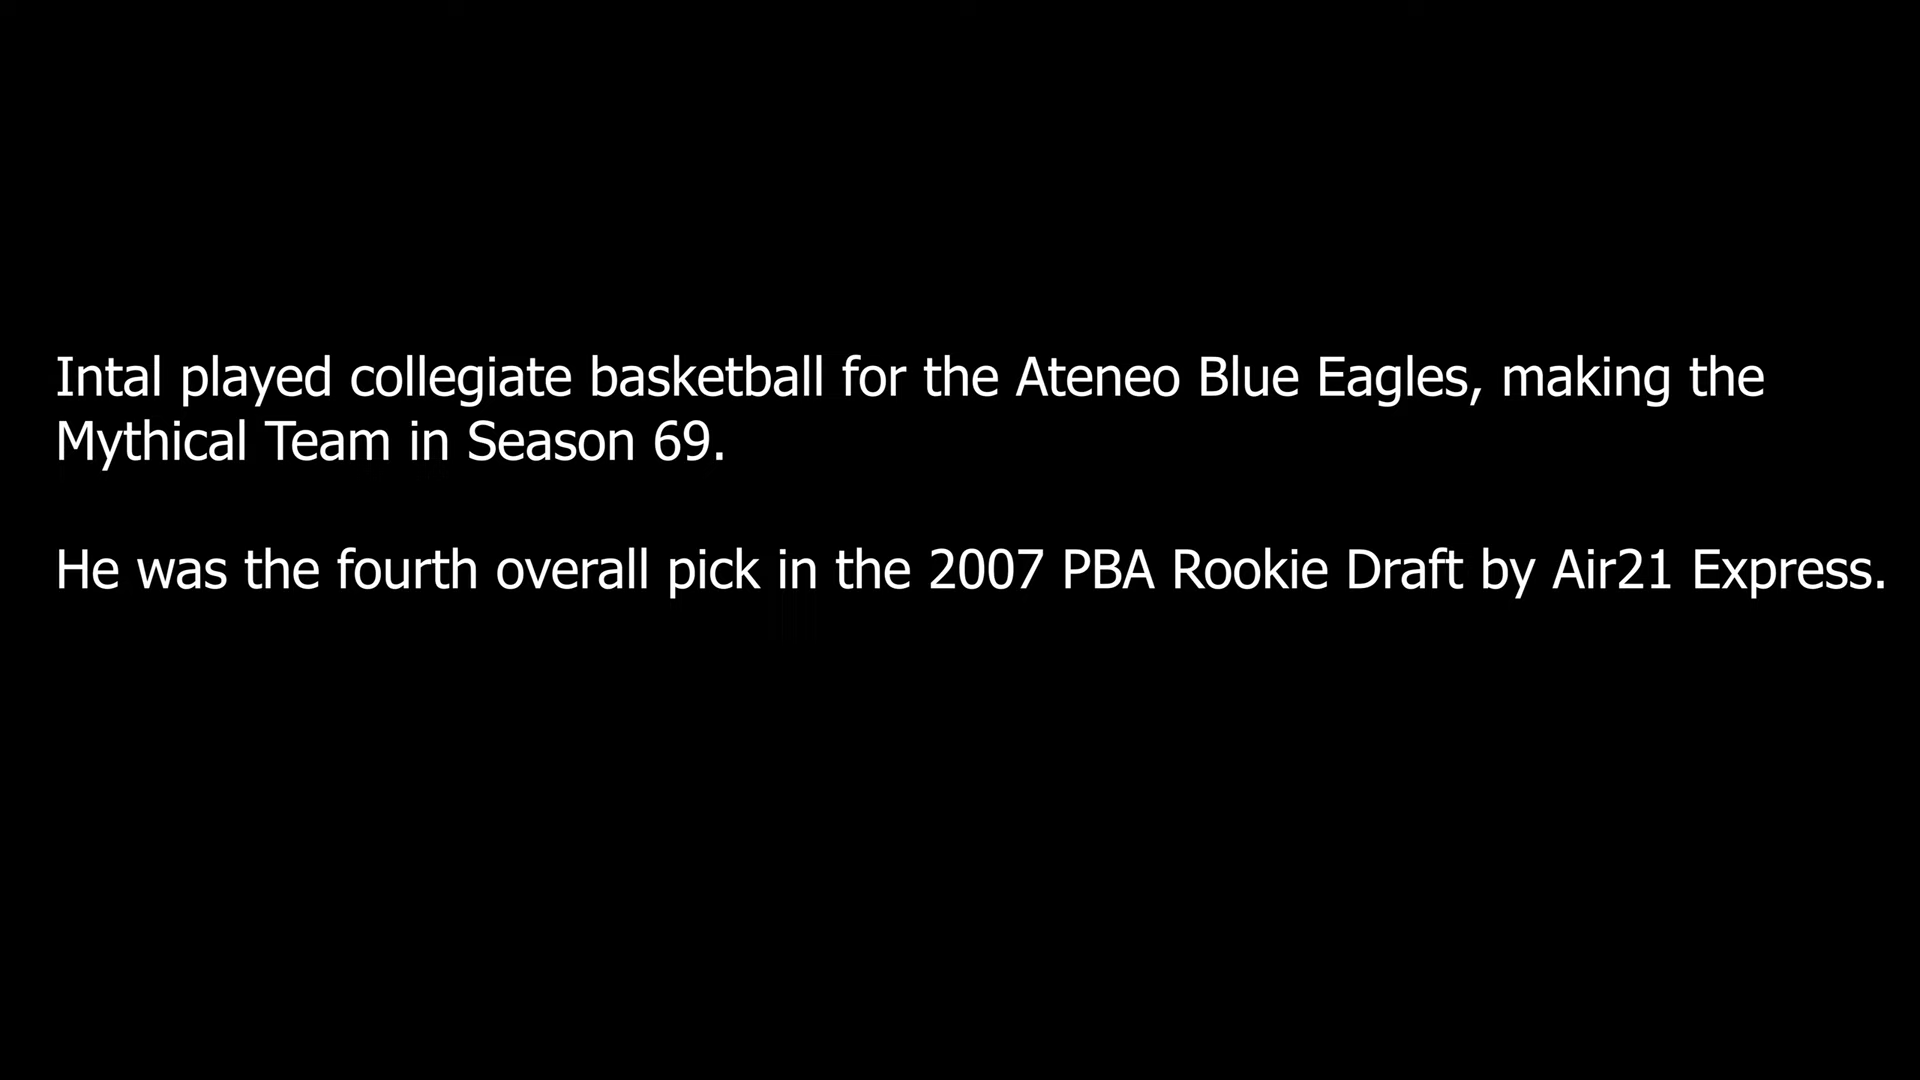 Intal played collegiate basketball for the Ateneo Blue Eagles, making the
Mythical Team in Season 69.
He was the fourth overall pick in the 2007 PBA Rookie Draft by Air21 Express.